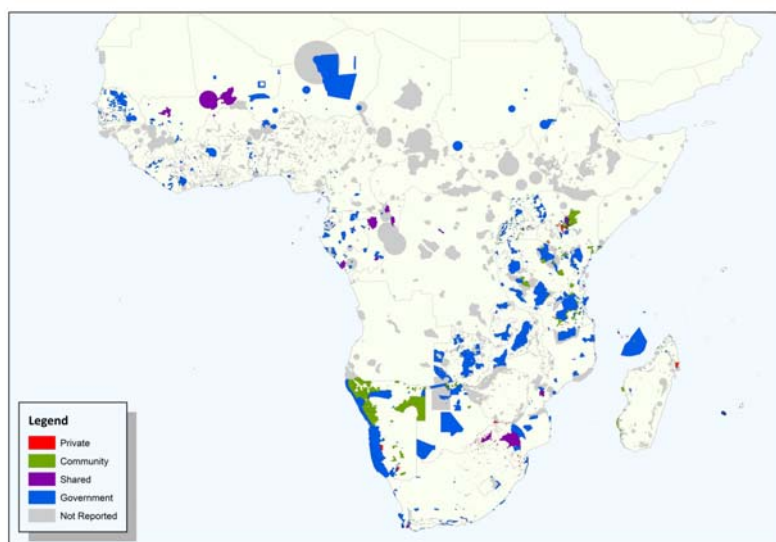 Legend
Private
Community
Shared
Government
Not Reported